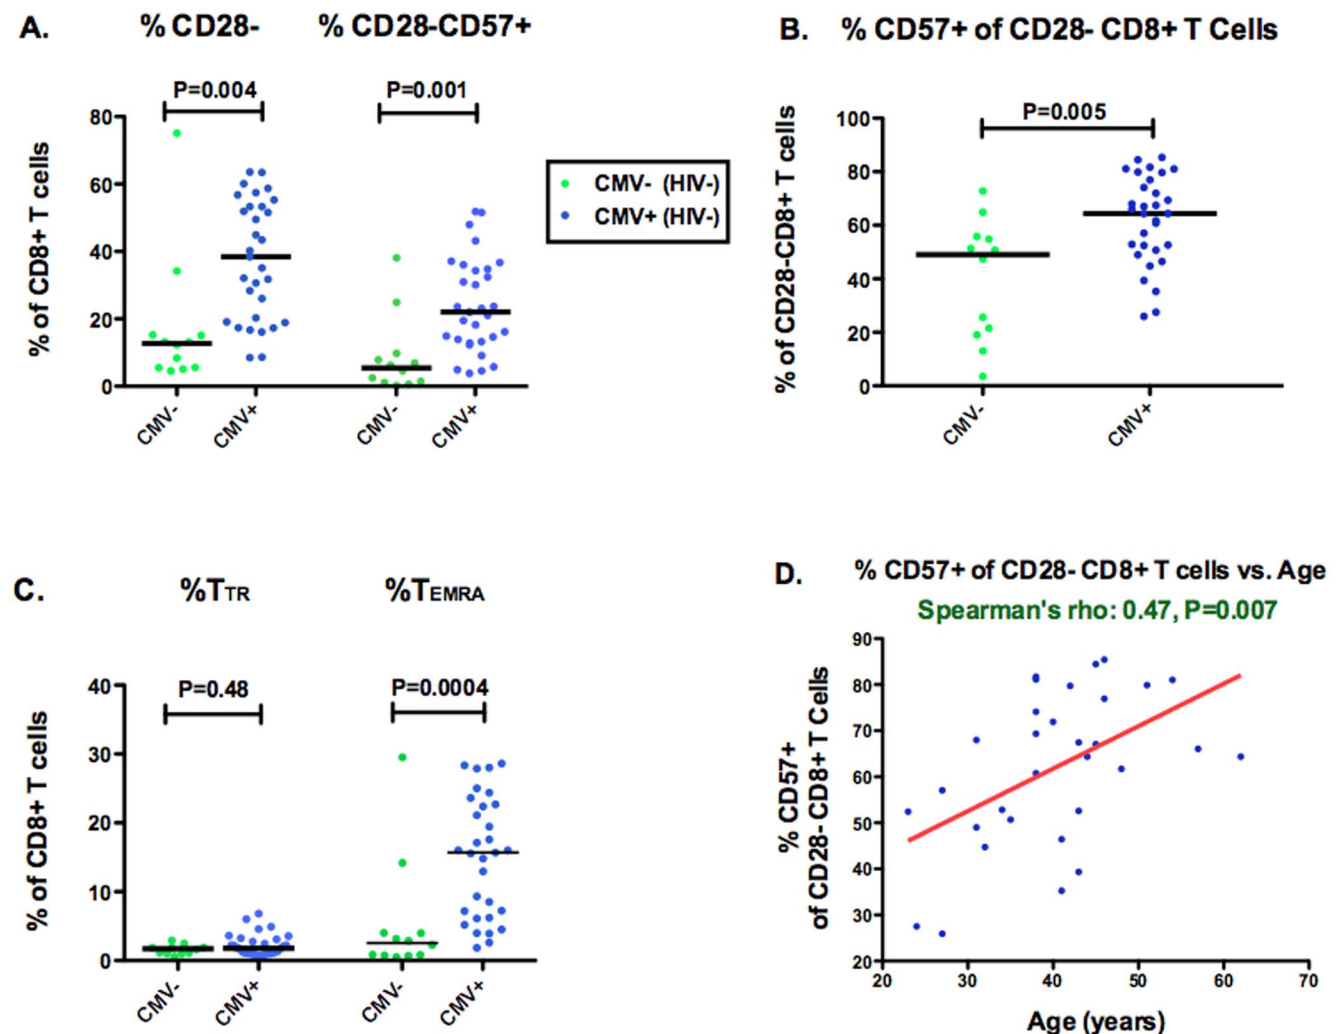 A. % CD28- % CD28-CD57+
P=0.004 P=0.001
% of CD8+ T cells
80
60
40
20
0
CMV- CMV+ CMV- CMV+
CMV- (HIV-)
CMV+ (HIV-)
B. % CD57+ of CD28- CD8+ T Cells
P=0.005
% of CD28-CD8+ T cells
100
80
60
40
20
0
CMV- CMV+
C. %TTR %TEMRA
P=0.48 P=0.0004
% of CD8+ T cells
40
30
20
10
0
CMV- CMV+ CMV- CMV+
D. % CD57+ of CD28- CD8+ T cells vs. Age
Spearman's rho: 0.47, P=0.007
% CD57+
of CD28- CD8+ T Cells
90
80
70
60
50
40
30
20
20 30 40 50 60 70
Age (years)